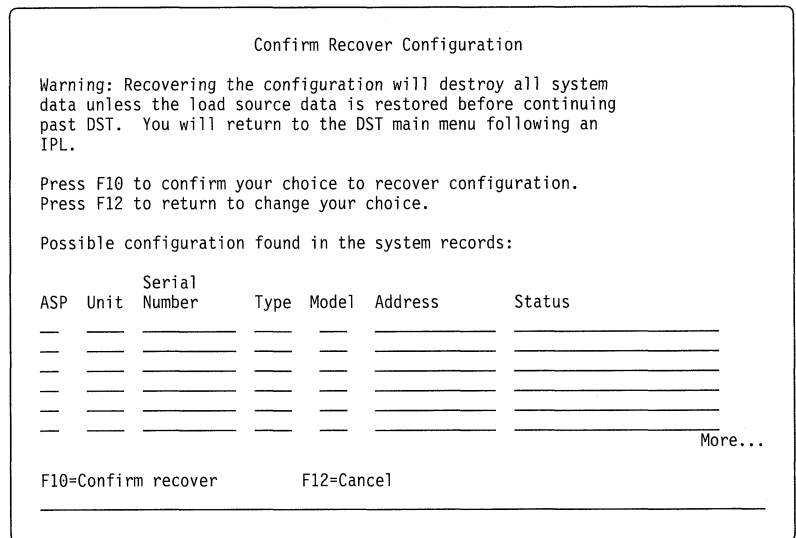 Confirm Recover Configuration
Warning: Recovering the configuration will destroy all system
data unless the load source data is restored before continuing
past DST.  You will return to the DST main menu following an
IPL.
Press F10 to confirm your choice to recover configuration.
Press F12 to return to change your choice.
Possible configuration found in the system records:
Serial
ASP  Unit  Number  Type  Model  Address  Status
More...
F10=Confirm recover  F12=Cancel